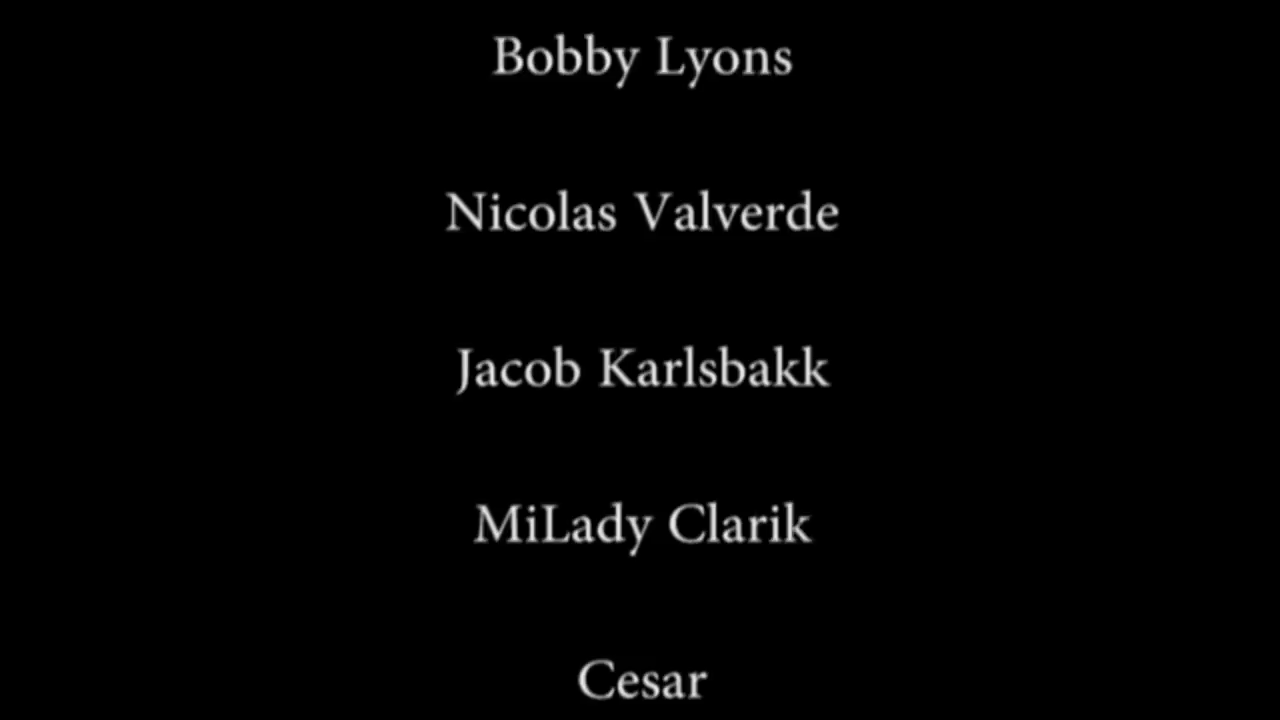 Bobby Lyons
Nicolas Valverde
Jacob Karlsbakk
MiLady Clarik
Cesar